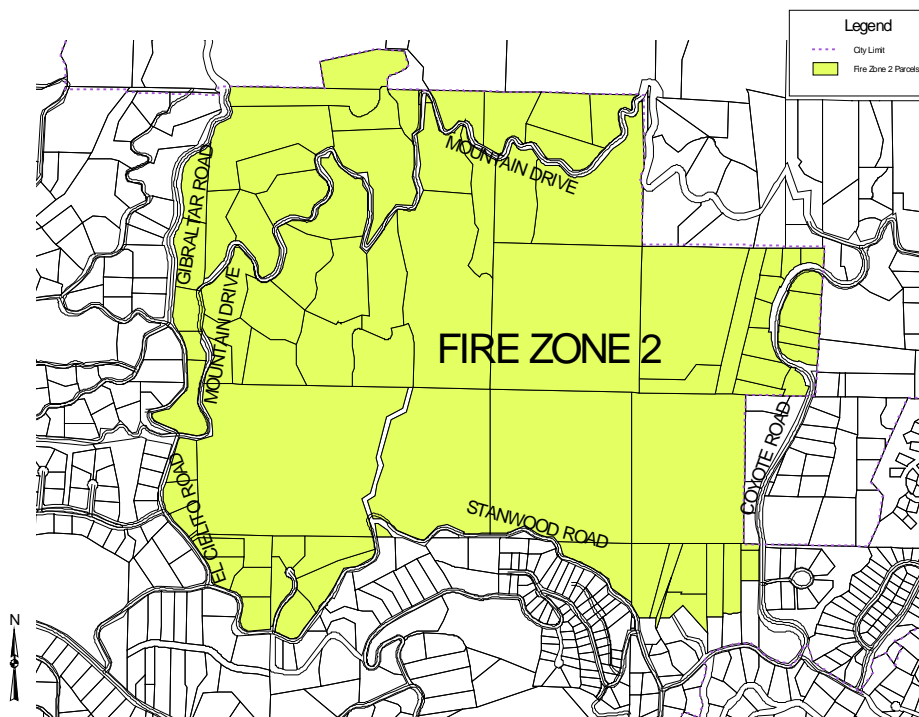 Legend
City Limit
Fire Zone 2 Parcels
MOUNTAIN DRIVE
GIBRALTAR ROAD
MOUNTAIN DRIVE
FIRE ZONE 2
COYOTE ROAD
EL CIELITO ROAD
STANWOOD ROAD
N